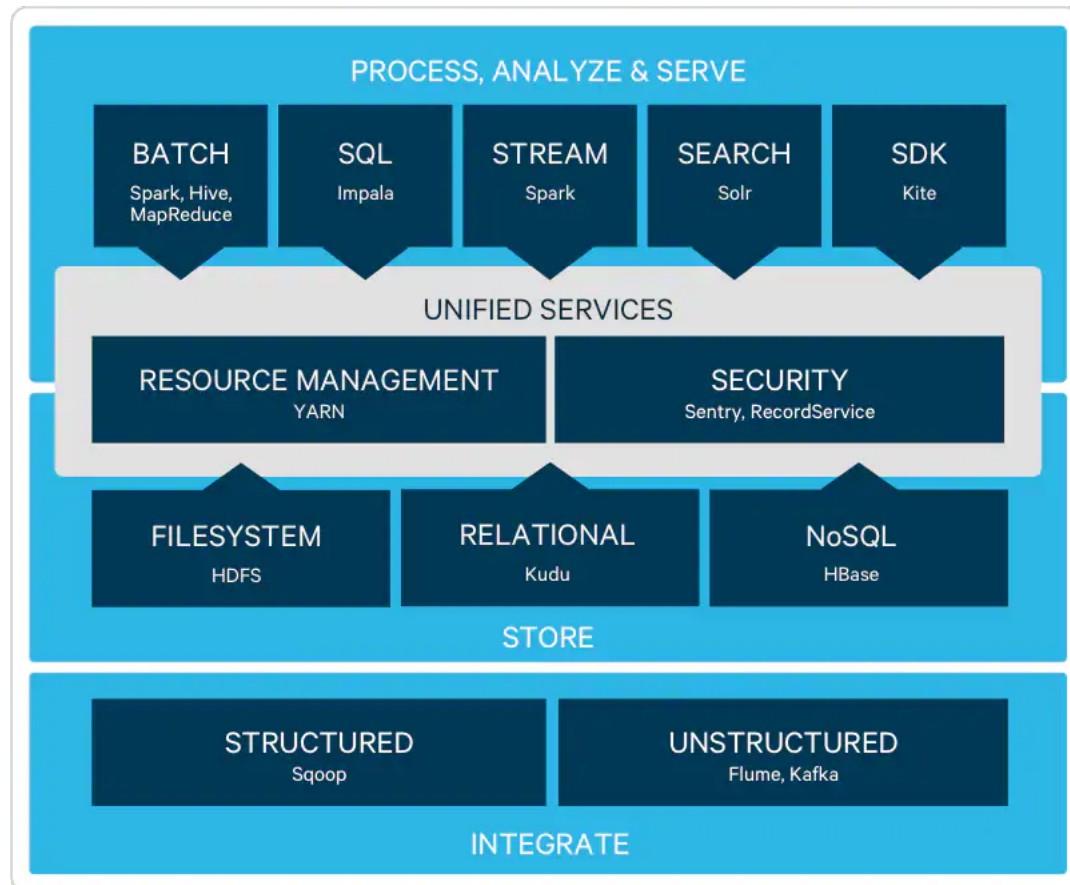 PROCESS, ANALYZE & SERVE
BATCH
Spark, Hive,
MapReduce
SQL
Impala
STREAM
Spark
SEARCH
Solr
SDK
Kite
UNIFIED SERVICES
RESOURCE MANAGEMENT
YARN
SECURITY
Sentry, RecordService
FILESYSTEM
HDFS
RELATIONAL
Kudu
NoSQL
HBase
STORE
STRUCTURED
Sqoop
UNSTRUCTURED
Flume, Kafka
INTEGRATE